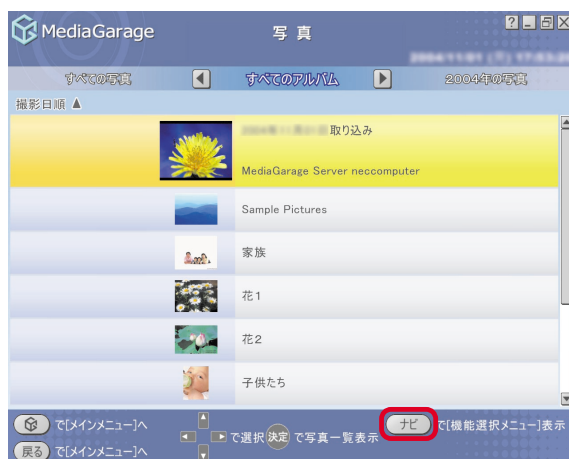 MediaGarage
写真
? _ X
すべての写真 ◀ すべてのアルバム ▶ 2004年の写真
撮影日順 ▲
取り込み
MediaGarage Server neccomputer
Sample Pictures
家族
花1
花2
子供たち
で[メインメニュー]へ
戻る で[メインメニュー]へ
で選択 決定 で写真一覧表示
ナビ で[機能選択メニュー]表示